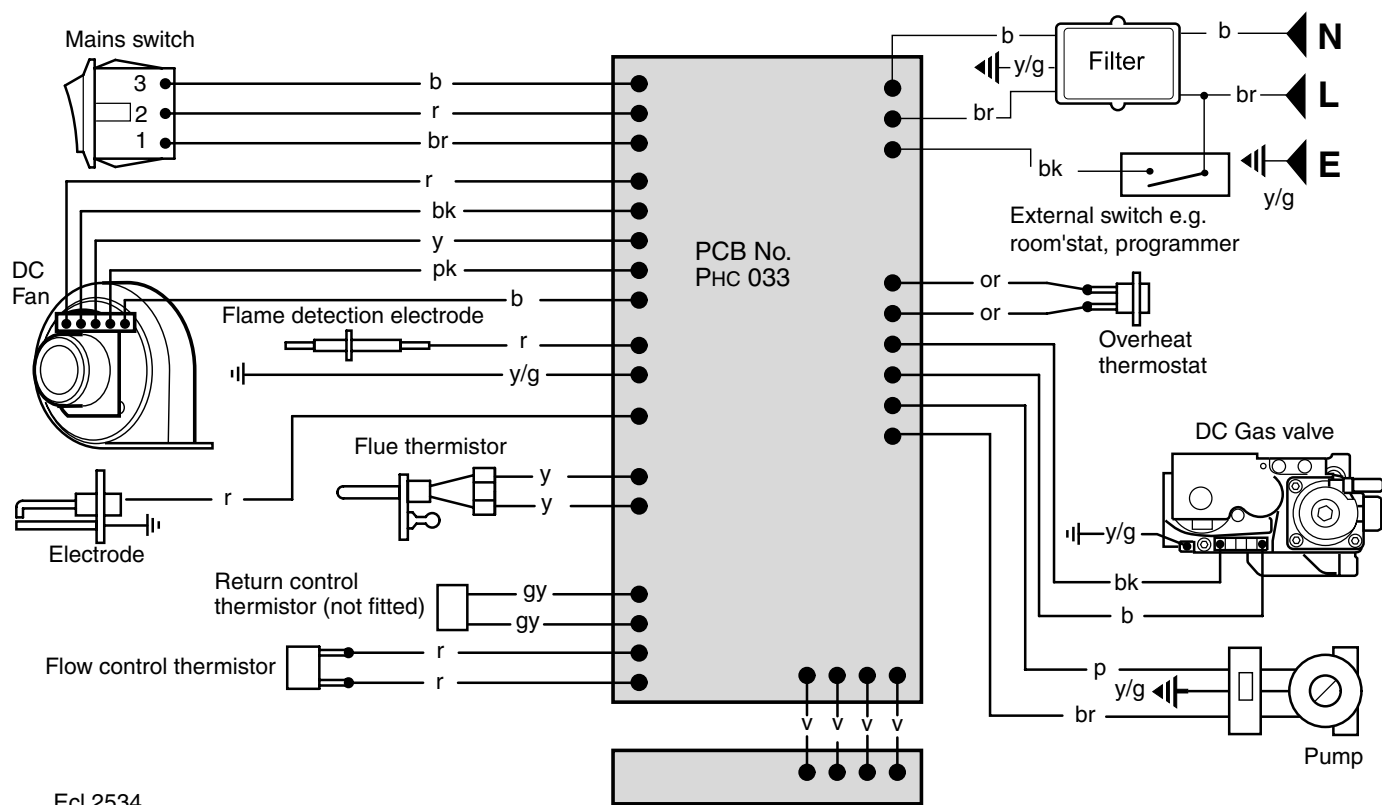 Mains switch
3
2
1
b
r
br
r
bk
y
pk
b
DC
Fan
Flame detection electrode
r
y/g
Flue thermistor
y
y
r
Electrode
Return control
thermistor (not fitted)
gy
gy
Flow control thermistor
r
r
PCB No.
PHC 033
b
y/g
br
Filter
b
N
br
L
bk
E
y/g
External switch e.g.
room'stat, programmer
or
or
Overheat
thermostat
DC Gas valve
y/g
bk
b
p
y/g
br
Pump
v
v
v
v
Ecl 2534